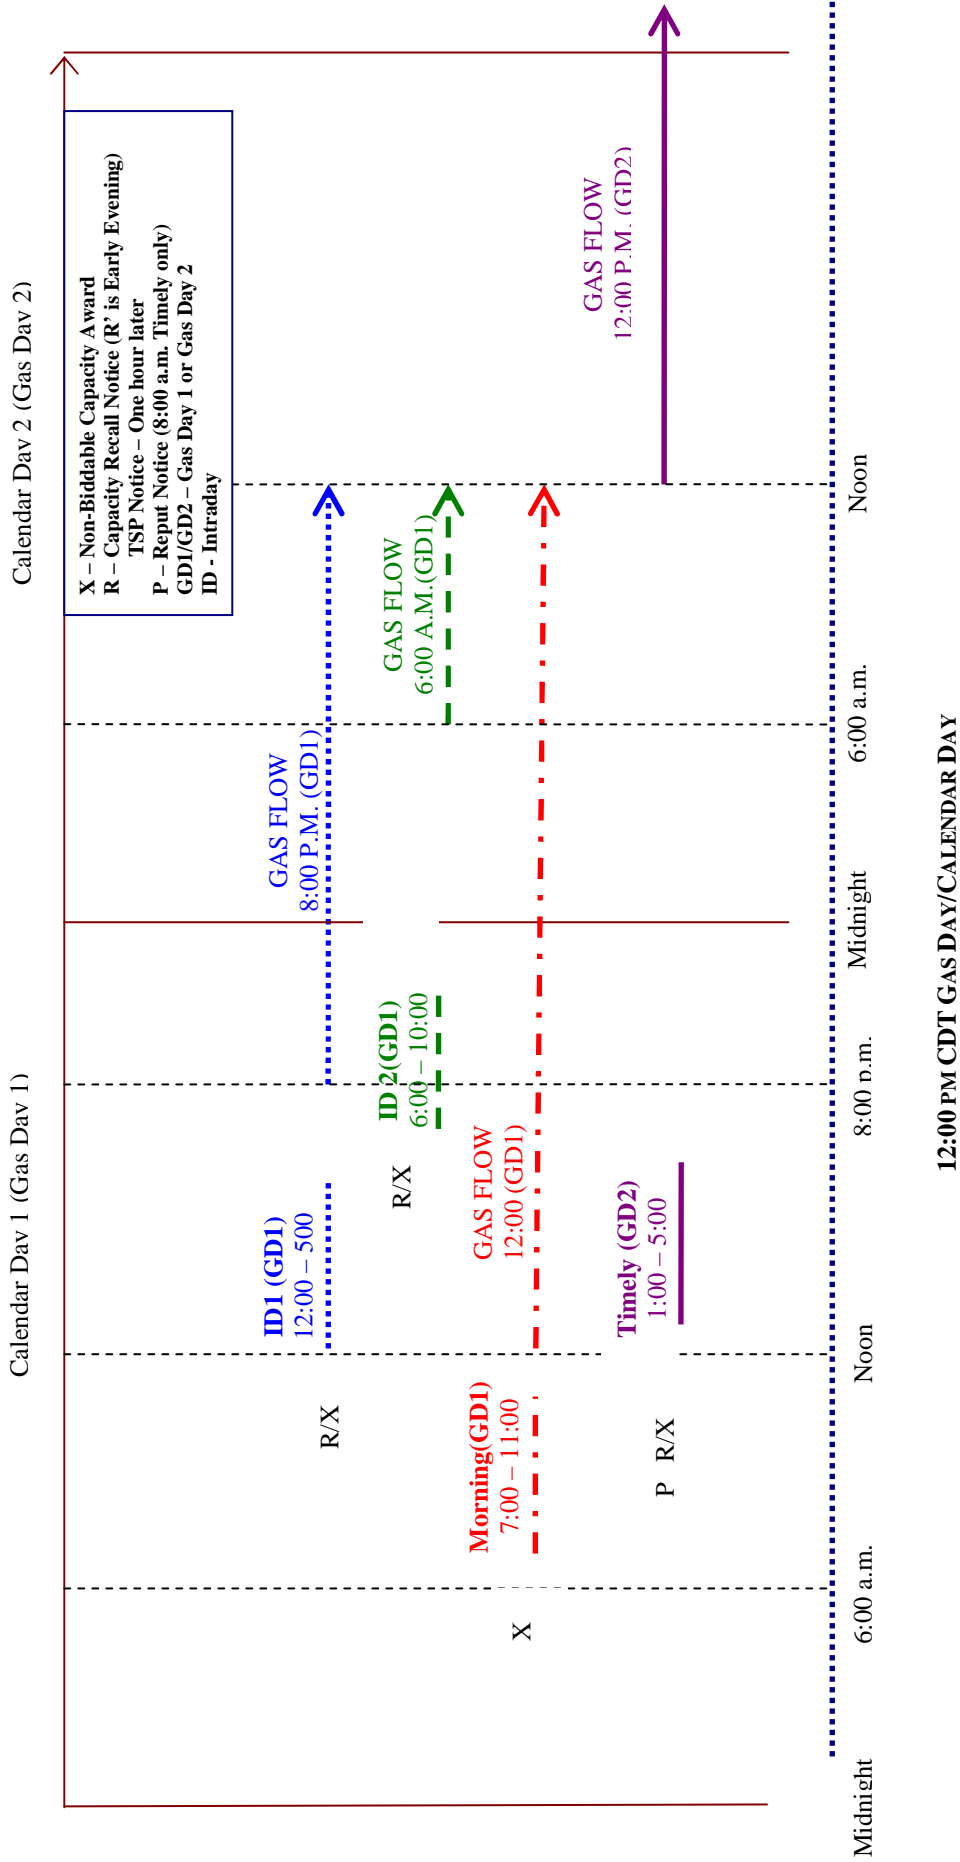 Calendar Day 1 (Gas Day 1)
Calendar Day 2 (Gas Day 2)
X – Non-Biddable Capacity Award
R – Capacity Recall Notice (R' is Early Evening)
TSP Notice – One hour later
P – Reput Notice (8:00 a.m. Timely only)
GD1/GD2 – Gas Day 1 or Gas Day 2
ID - Intraday
R/X
ID1 (GD1)
12:00 – 500
GAS FLOW
8:00 P.M. (GD1)
R/X
ID 2(GD1)
6:00 – 10:00
GAS FLOW
6:00 A.M.(GD1)
X
Morning(GD1)
7:00 – 11:00
GAS FLOW
12:00 (GD1)
P R/X
Timely (GD2)
1:00 – 5:00
GAS FLOW
12:00 P.M. (GD2)
Midnight
6:00 a.m.
Noon
8:00 p.m.
Midnight
6:00 a.m.
Noon
12:00 PM CDT GAS DAY/CALENDAR DAY